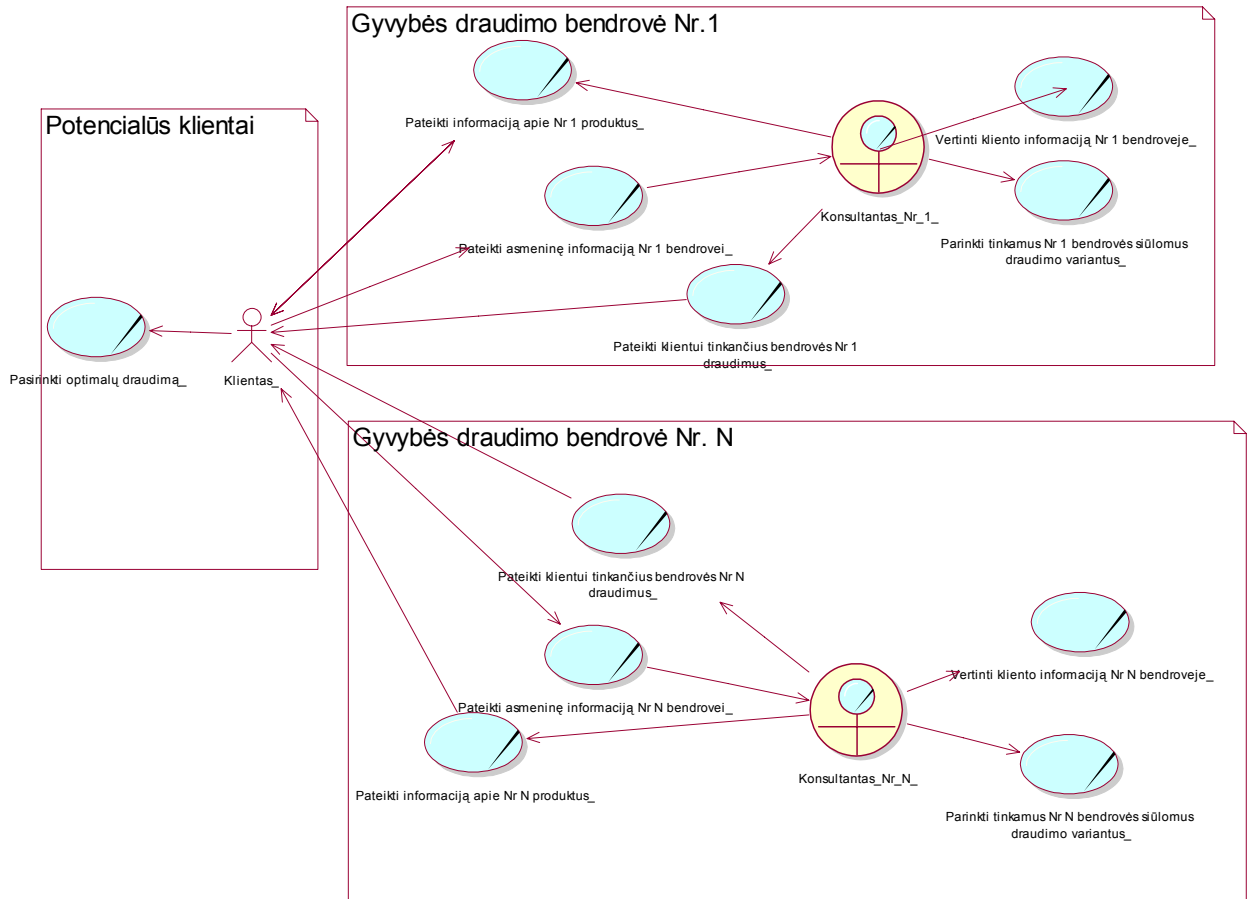 Gyvybės draudimo bendrovė Nr.1
Pateikti informaciją apie Nr 1 produktus_
Vertinti kliento informaciją Nr 1 bendroveje_
Potencialūs klientai
Konsultantas_Nr_1_
Pateikti asmeninę informaciją Nr 1 bendrovei_
Parinkti tinkamus Nr 1 bendrovės siūlomus
draudimo variantus_
Pateikti klientui tinkančius bendrovės Nr 1
draudimus_
Pasirinkti optimalų draudimą_
Klientas_
Gyvybės draudimo bendrovė Nr. N
Pateikti klientui tinkančius bendrovės Nr N
draudimus_
Vertinti kliento informaciją Nr N bendroveje_
Pateikti asmeninę informaciją Nr N bendrovei_
Konsultantas_Nr_N_
Pateikti informaciją apie Nr N produktus_
Parinkti tinkamus Nr N bendrovės siūlomus
draudimo variantus_